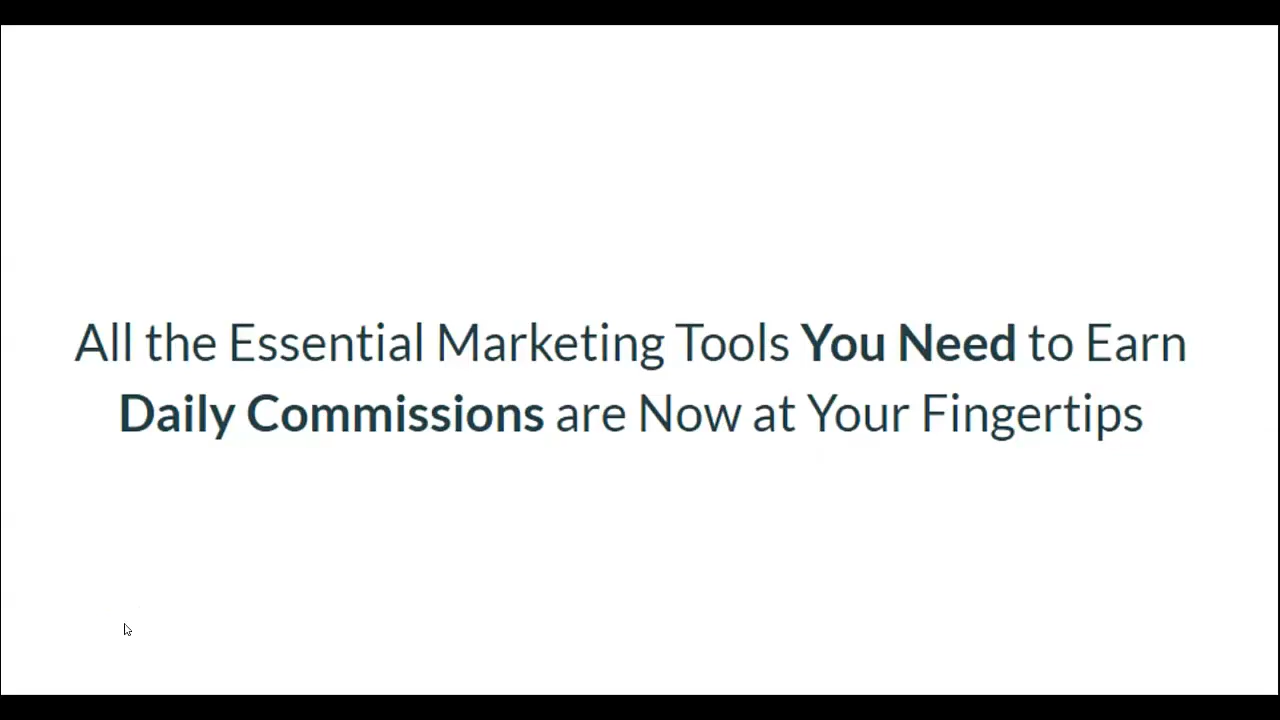 All the Essential Marketing Tools You Need to Earn
Daily Commissions are Now at Your Fingertips